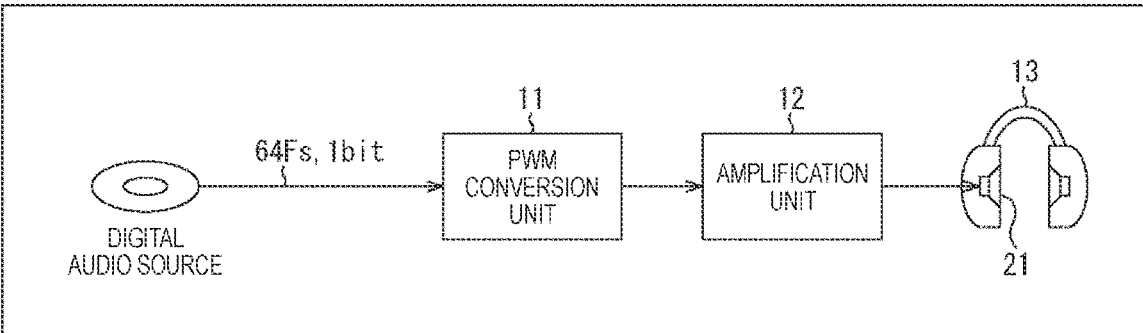 11
12
13
64Fs, 1bit
PWM
CONVERSION
UNIT
AMPLIFICATION
UNIT
DIGITAL
AUDIO SOURCE
21